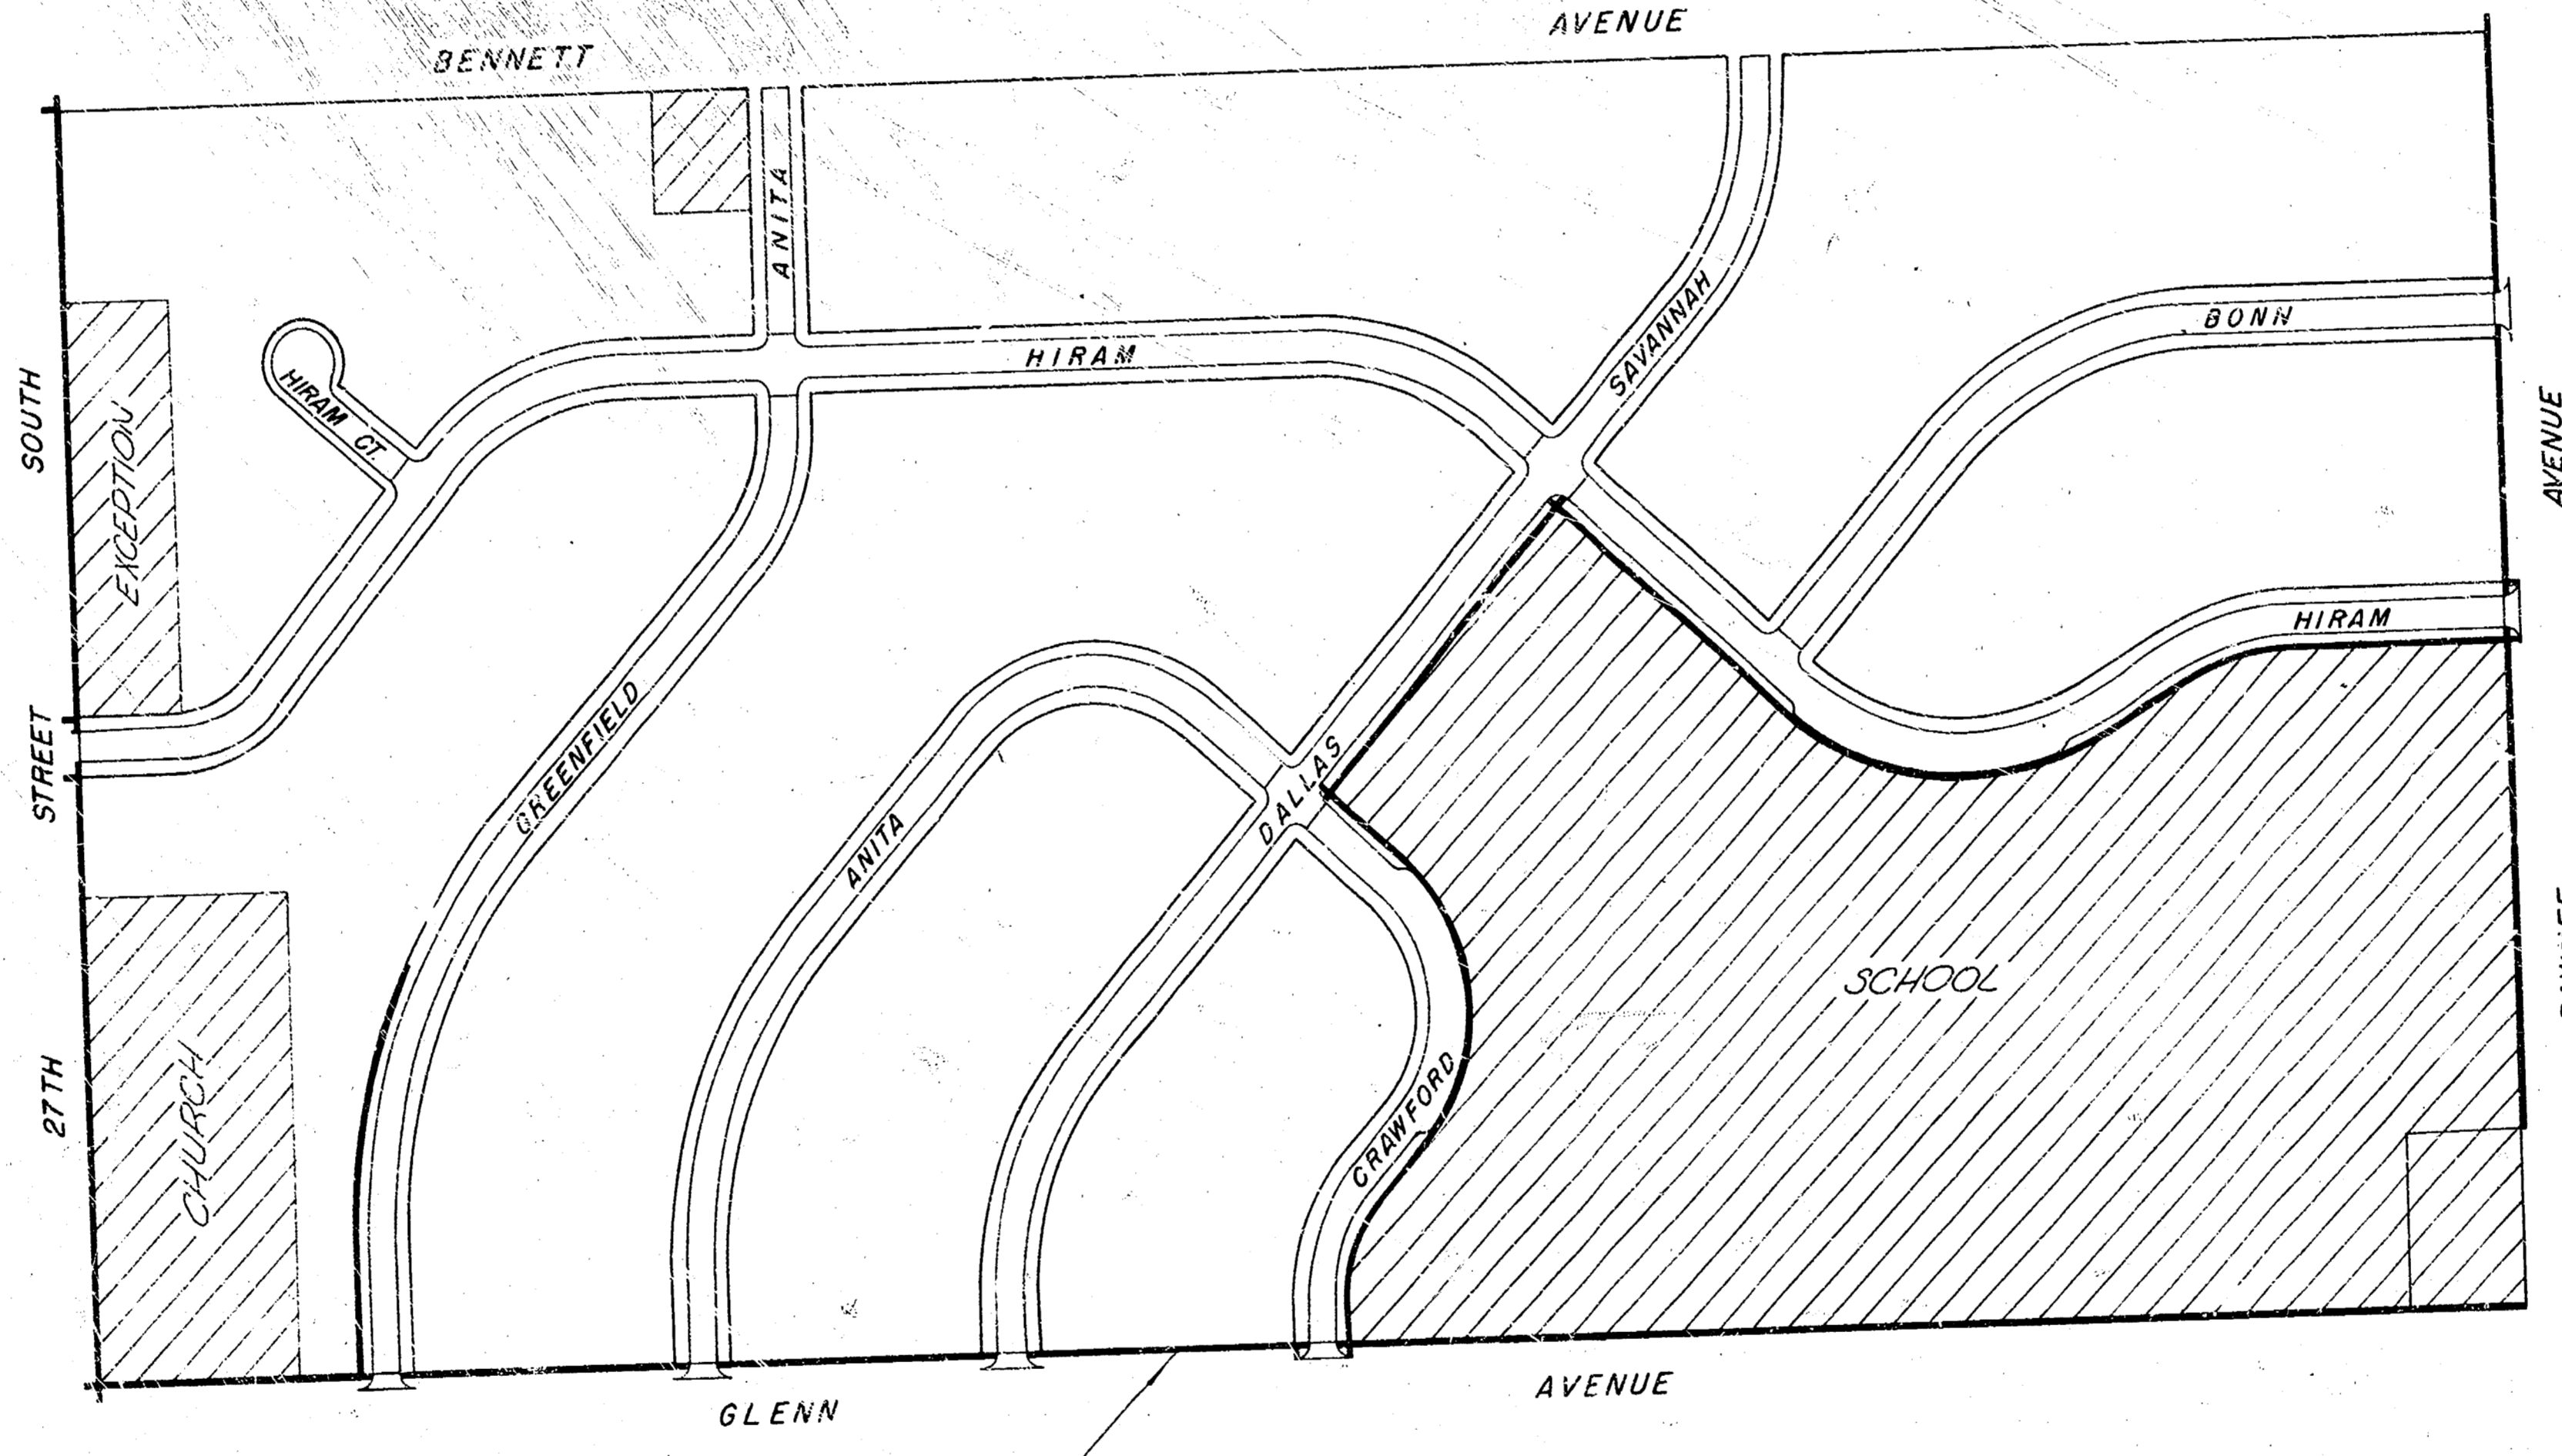 BENNETT AVENUE
ANITA
HIRAM
SAVANNAH
BONN
HIRAM CT.
SOUTH
EXCEPTION
AVENUE
HIRAM
GREENFIELD
STREET
DALLAS
ANITA
SCHOOL
CHURCH
27TH
CRAWFORD
GLENN AVENUE